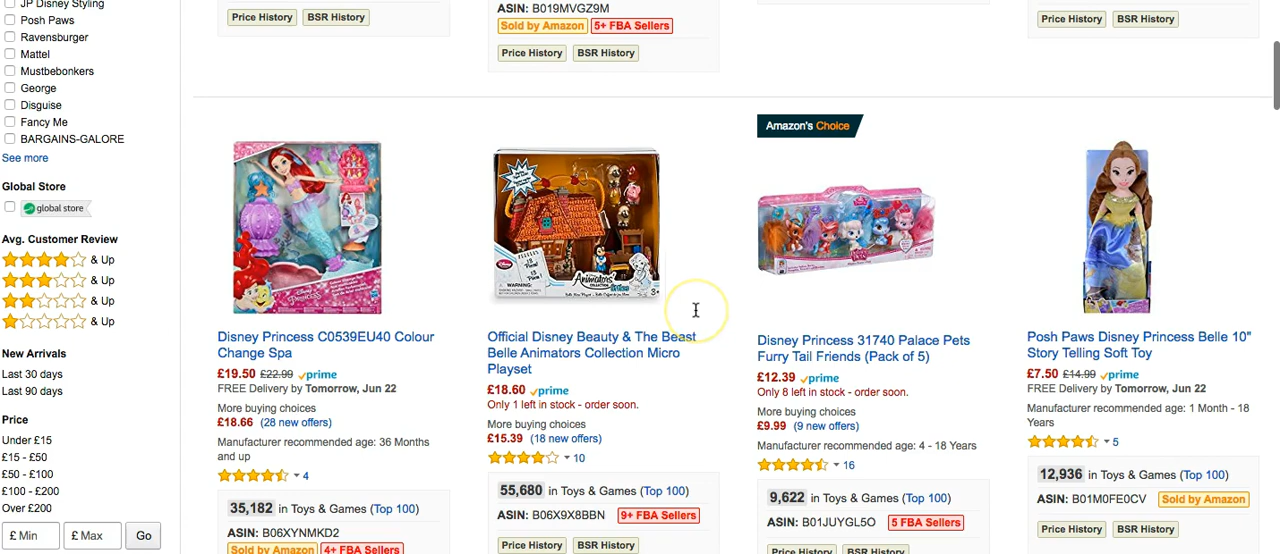 JP Disney Styling
Posh Paws
Ravensburger
Mattel
Mustbebonkers
George
Disguise
Fancy Me
BARGAINS-GALORE
See more
Global Store
global store
Avg. Customer Review
& Up
& Up
& Up
& Up
New Arrivals
Last 30 days
Last 90 days
Price
Under £15
£15 - £50
£50 - £100
£100 - £200
Over £200
£ Min £ Max Go
Price History BSR History
ASIN: B019MVGZ9M
Sold by Amazon 5+ FBA Sellers
Price History BSR History
Price History BSR History
Disney Princess C0539EU40 Colour
Change Spa
£19.50 £22.99 prime
FREE Delivery by Tomorrow, Jun 22
More buying choices
£18.66 (28 new offers)
Manufacturer recommended age: 36 Months
and up
4
35,182 in Toys & Games (Top 100)
ASIN: B06XYNMKD2
Sold by Amazon 4+ FBA Sellers
Official Disney Beauty & The Beast
Belle Animators Collection Micro
Playset
£18.60 prime
Only 1 left in stock - order soon.
More buying choices
£15.39 (18 new offers)
10
55,680 in Toys & Games (Top 100)
ASIN: B06X9X8BBN 9+ FBA Sellers
Price History BSR History
Amazon's Choice
Disney Princess 31740 Palace Pets
Furry Tail Friends (Pack of 5)
£12.39 prime
Only 8 left in stock - order soon.
More buying choices
£9.99 (9 new offers)
Manufacturer recommended age: 4 - 18 Years
16
9,622 in Toys & Games (Top 100)
ASIN: B01JUYGL5O 5 FBA Sellers
Price History BSR History
Posh Paws Disney Princess Belle 10"
Story Telling Soft Toy
£7.50 £14.99 prime
FREE Delivery by Tomorrow, Jun 22
Manufacturer recommended age: 1 Month - 18
Years
5
12,936 in Toys & Games (Top 100)
ASIN: B01M0FE0CV Sold by Amazon
Price History BSR History